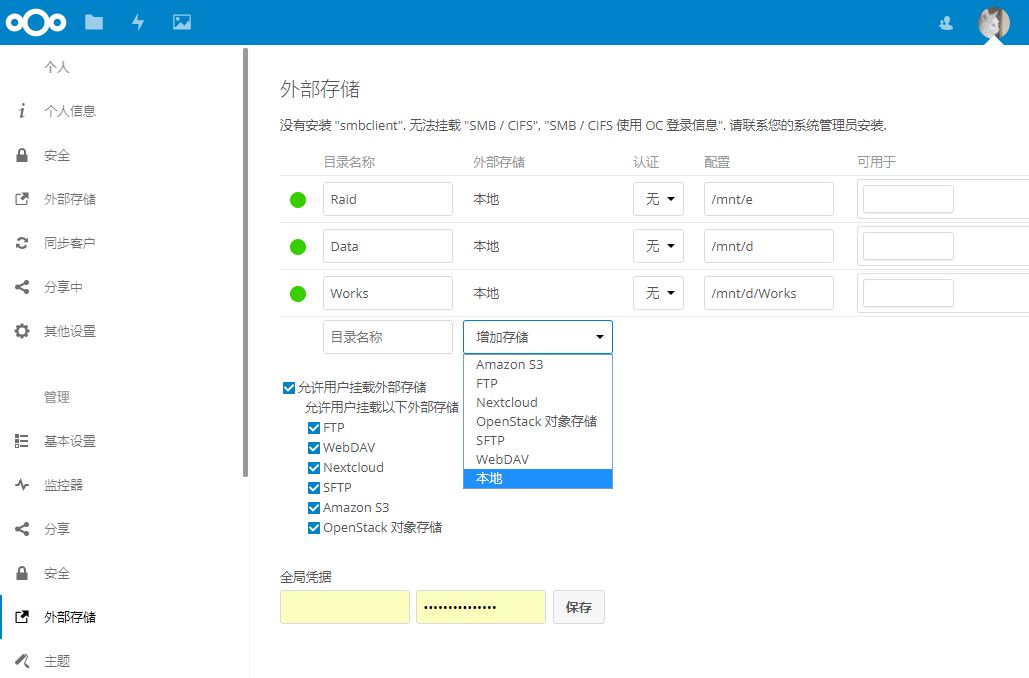 个人
个人信息
安全
外部存储
同步客户
分享中
其他设置
管理
基本设置
监控器
分享
安全
外部存储
主题
外部存储
没有安装 "smbclient". 无法挂载 "SMB / CIFS", "SMB / CIFS 使用 OC 登录信息". 请联系您的系统管理员安装.
目录名称 外部存储 认证 配置 可用于
Raid 本地 无 /mnt/e
Data 本地 无 /mnt/d
Works 本地 无 /mnt/d/Works
目录名称 增加存储
Amazon S3
FTP
Nextcloud
OpenStack 对象存储
SFTP
WebDAV
本地
允许用户挂载外部存储
允许用户挂载以下外部存储
FTP
WebDAV
Nextcloud
SFTP
Amazon S3
OpenStack 对象存储
全局凭据
•••••••••••••••
保存